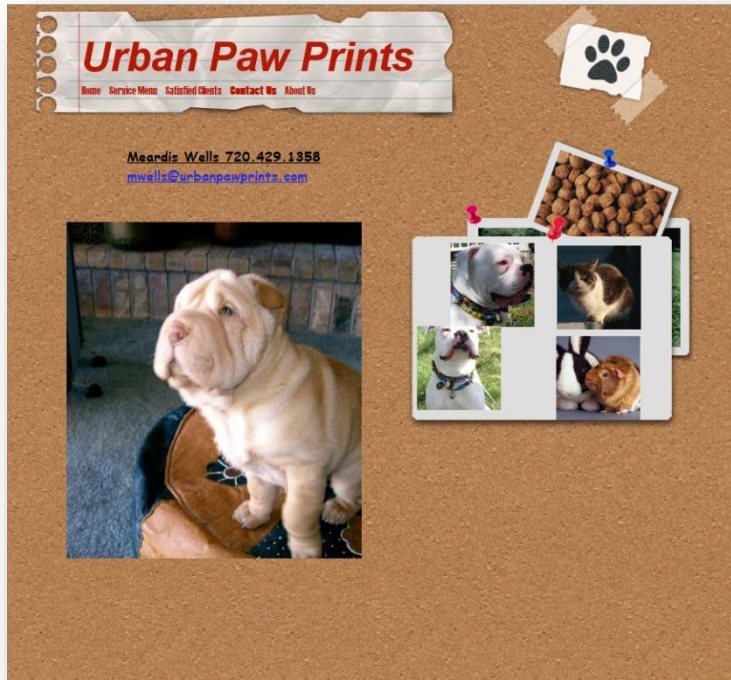 Urban Paw Prints
Home Service Menu Satisfied Clients Contact Us About Us
Meardis Wells 720.429.1358
mwells@urbanpawprints.com